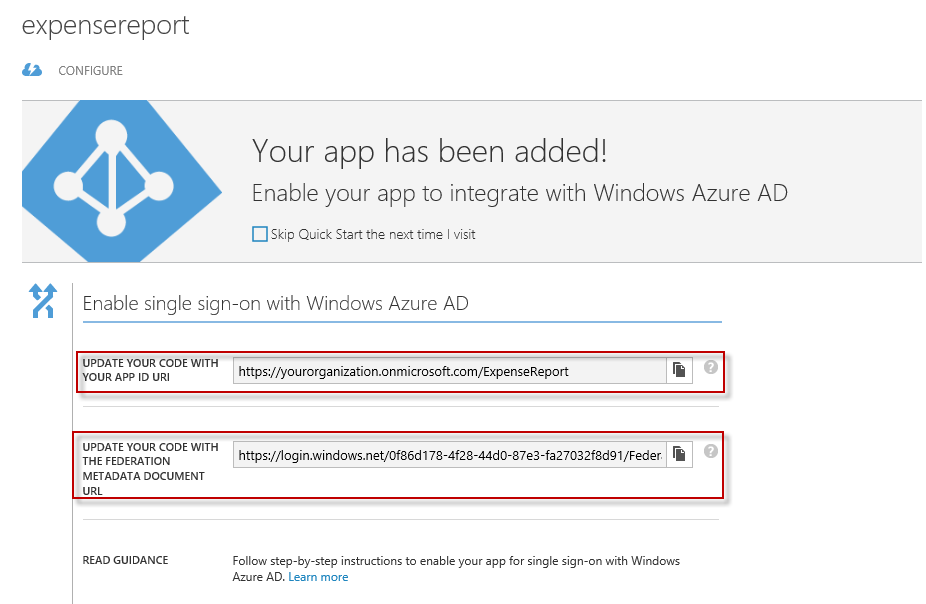 expensereport
CONFIGURE
Your app has been added!
Enable your app to integrate with Windows Azure AD
Skip Quick Start the next time I visit
Enable single sign-on with Windows Azure AD
UPDATE YOUR CODE WITH
YOUR APP ID URI
https://yourorganization.onmicrosoft.com/ExpenseReport
?
UPDATE YOUR CODE WITH
THE FEDERATION
METADATA DOCUMENT
URL
https://login.windows.net/0f86d178-4f28-44d0-87e3-fa27032f8d91/Feder
?
READ GUIDANCE
Follow step-by-step instructions to enable your app for single sign-on with Windows
Azure AD. Learn more